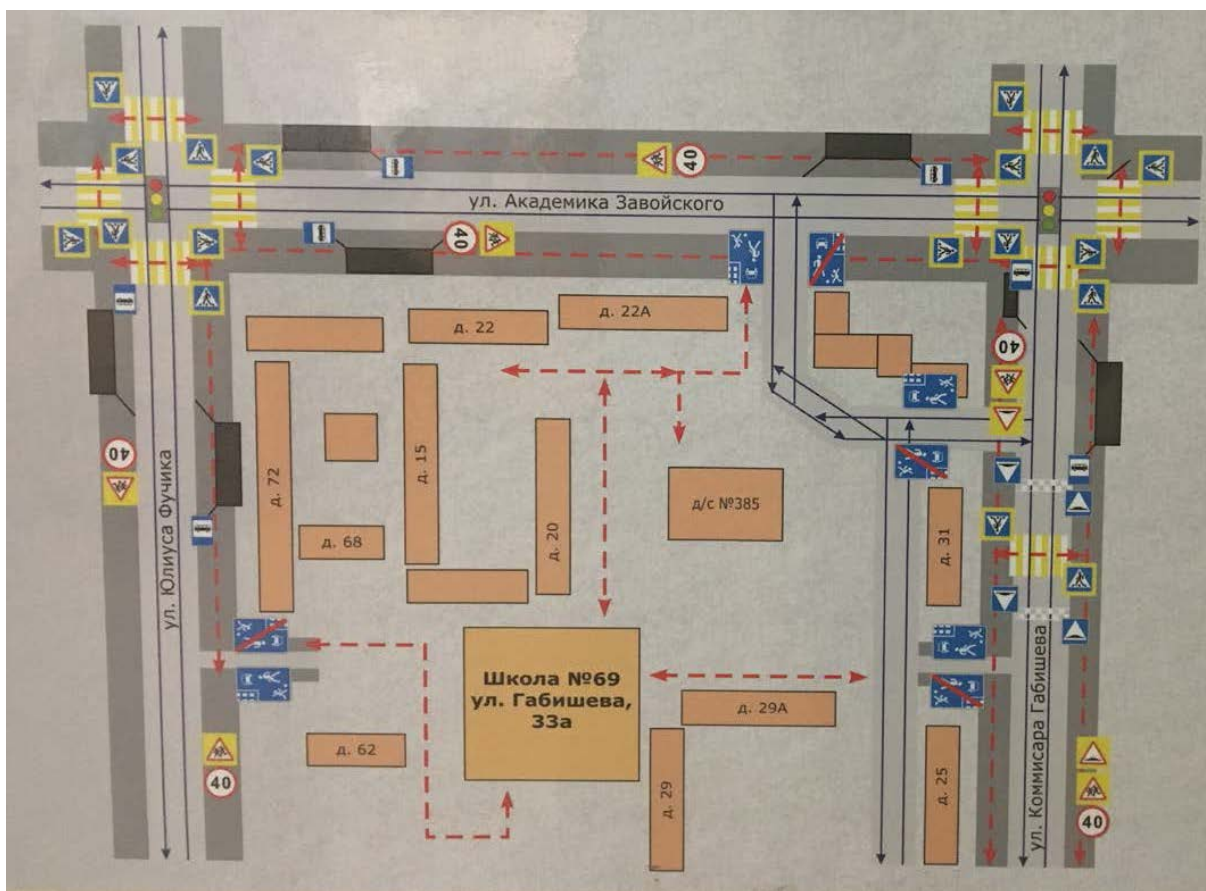 40
ул. Академика Завойского
40
д. 22
д. 22А
40
40
ул. Юлиуса Фучика
д. 72
д. 15
д. 20
д/с №385
д. 31
д. 68
Школа №69
ул. Габишева,
33а
д. 29А
д. 62
д. 29
д. 25
ул. Коммисара Габишева
40
40